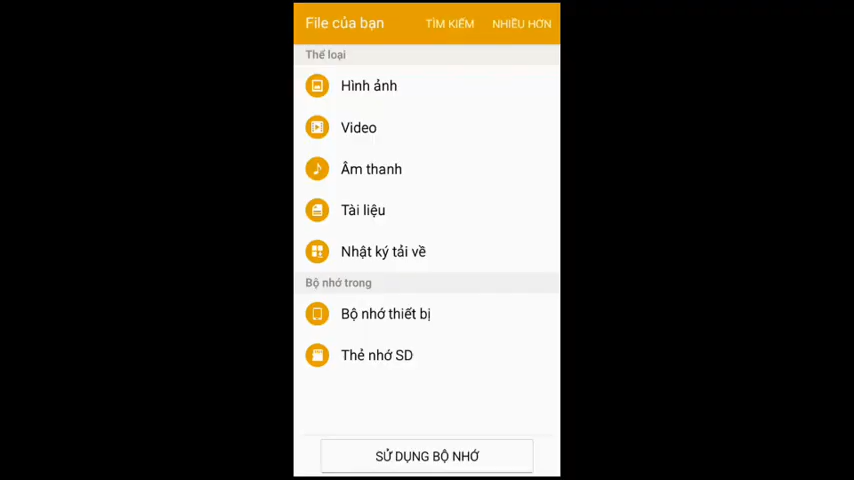 File của bạn TÌM KIẾM NHIỀU HƠN
Thể loại
Hình ảnh
Video
Âm thanh
Tài liệu
Nhật ký tải về
Bộ nhớ trong
Bộ nhớ thiết bị
Thẻ nhớ SD
SỬ DỤNG BỘ NHỚ